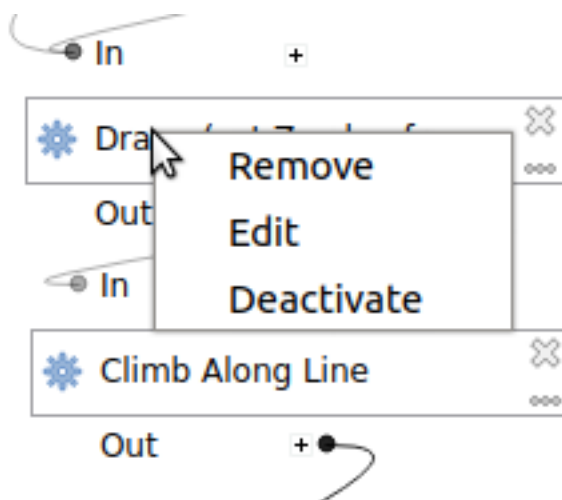 In
Dra
Remove
Out
Edit
In
Deactivate
Climb Along Line
Out